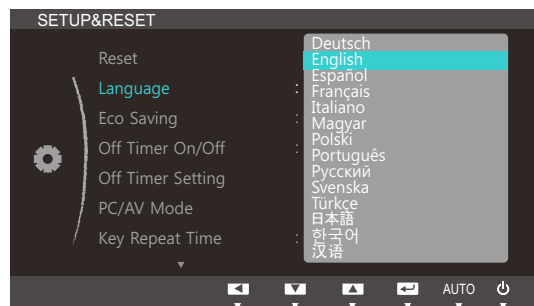 SETUP&RESET
Reset
Language :
Eco Saving :
Off Timer On/Off :
Off Timer Setting
PC/AV Mode
Key Repeat Time :
Deutsch
English
Español
Français
Italiano
Magyar
Polski
Português
Русский
Svenska
Türkçe
日本語
한국어
汉语
AUTO